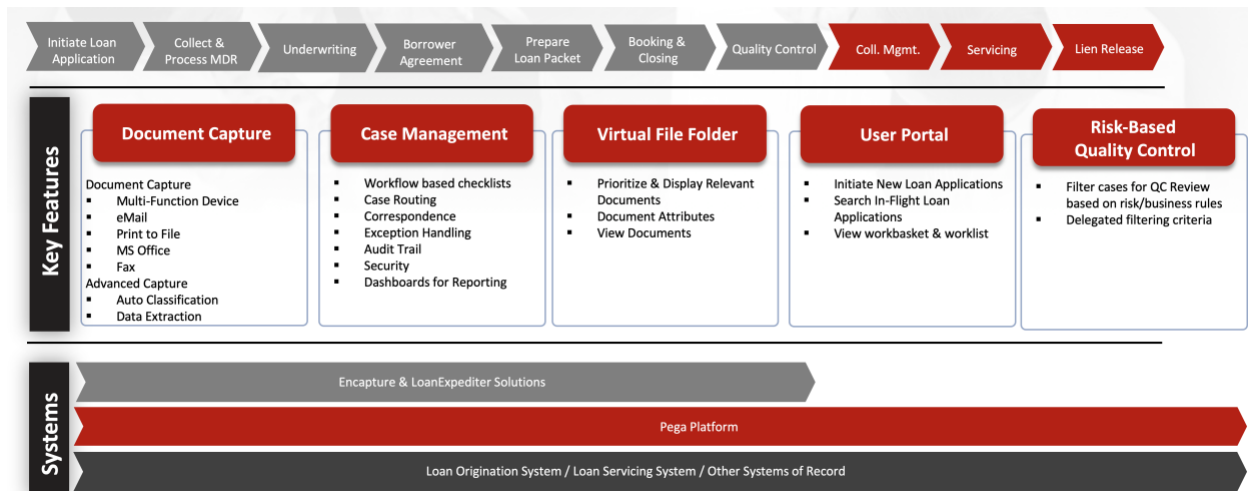 Initiate Loan
Application
Collect &
Process MDR
Underwriting
Borrower
Agreement
Prepare
Loan Packet
Booking &
Closing
Quality Control
Coll. Mgmt.
Servicing
Lien Release
Key Features
Document Capture
Document Capture
▪ Multi-Function Device
▪ eMail
▪ Print to File
▪ MS Office
▪ Fax
Advanced Capture
▪ Auto Classification
▪ Data Extraction
Case Management
▪ Workflow based checklists
▪ Case Routing
▪ Correspondence
▪ Exception Handling
▪ Audit Trail
▪ Security
▪ Dashboards for Reporting
Virtual File Folder
▪ Prioritize & Display Relevant
Documents
▪ Document Attributes
▪ View Documents
User Portal
▪ Initiate New Loan Applications
▪ Search In-Flight Loan
Applications
▪ View workbasket & worklist
Risk-Based
Quality Control
▪ Filter cases for QC Review
based on risk/business rules
▪ Delegated filtering criteria
Systems
Encapture & LoanExpediter Solutions
Pega Platform
Loan Origination System / Loan Servicing System / Other Systems of Record